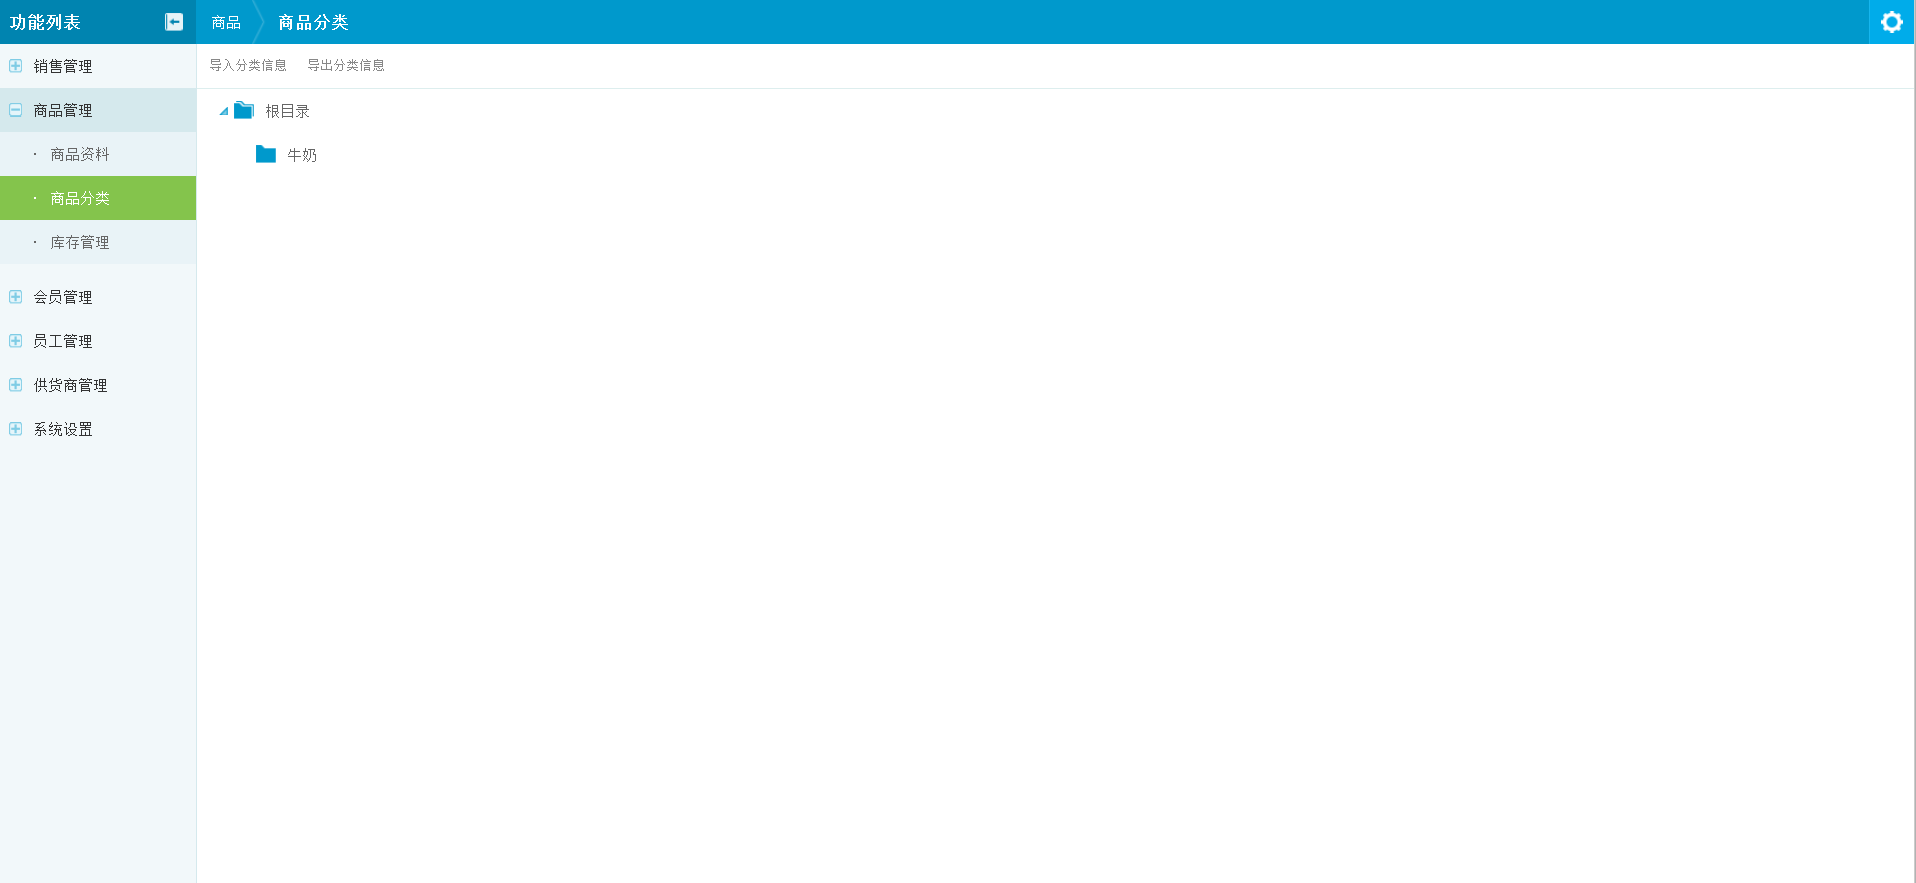 功能列表
商品 商品分类
销售管理
商品管理
· 商品资料
· 商品分类
· 库存管理
会员管理
员工管理
供货商管理
系统设置
导入分类信息 导出分类信息
根目录
牛奶